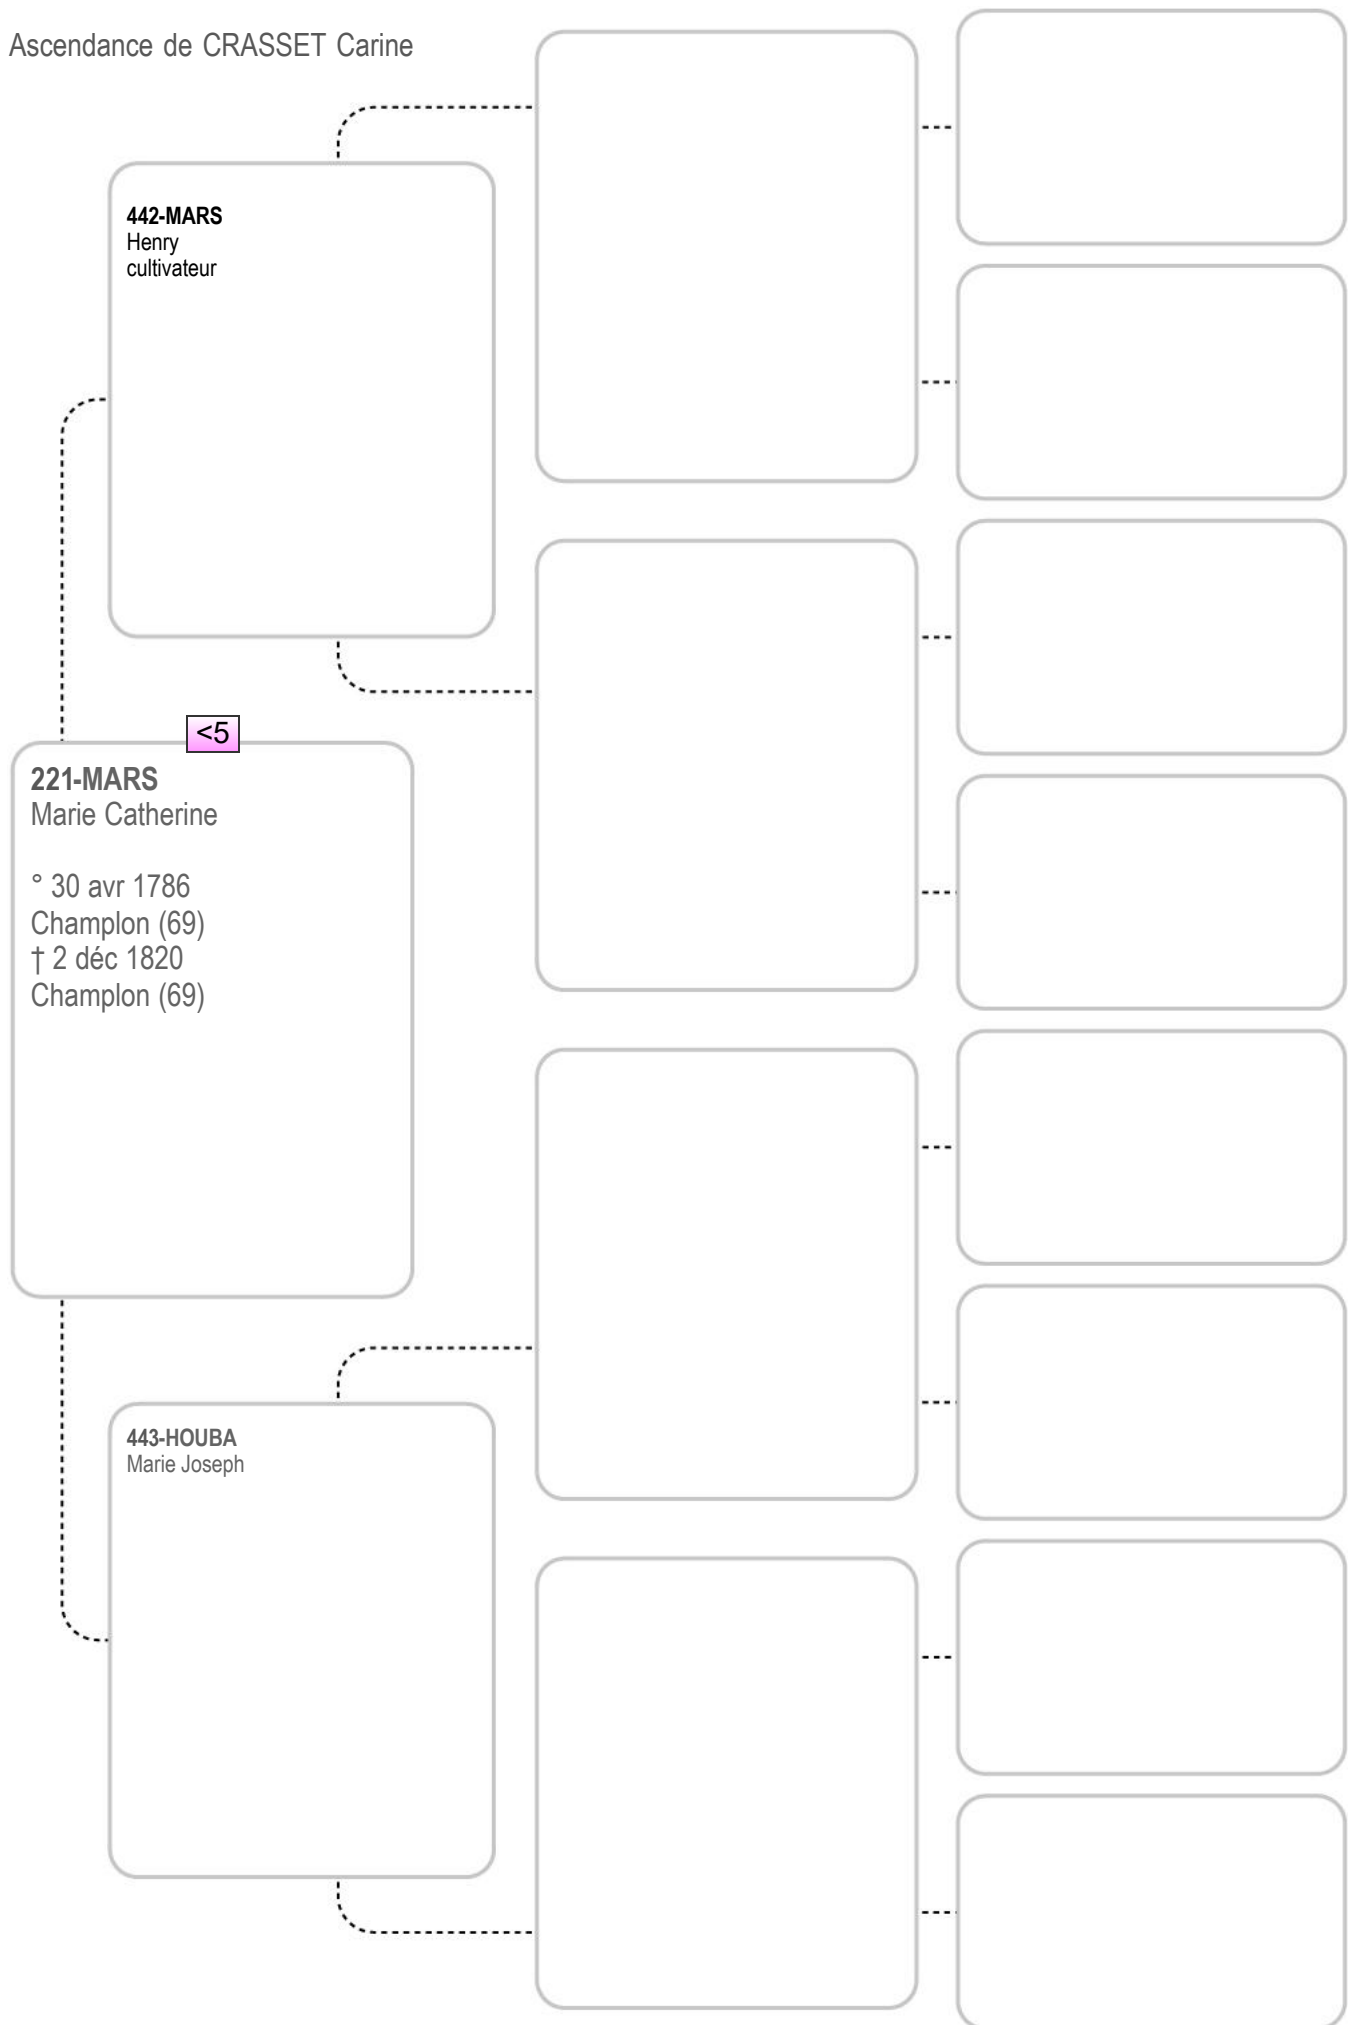 Ascendance de CRASSET Carine
442-MARS
Henry
cultivateur
<5
221-MARS
Marie Catherine
° 30 avr 1786
Champlon (69)
† 2 déc 1820
Champlon (69)
443-HOUBA
Marie Joseph